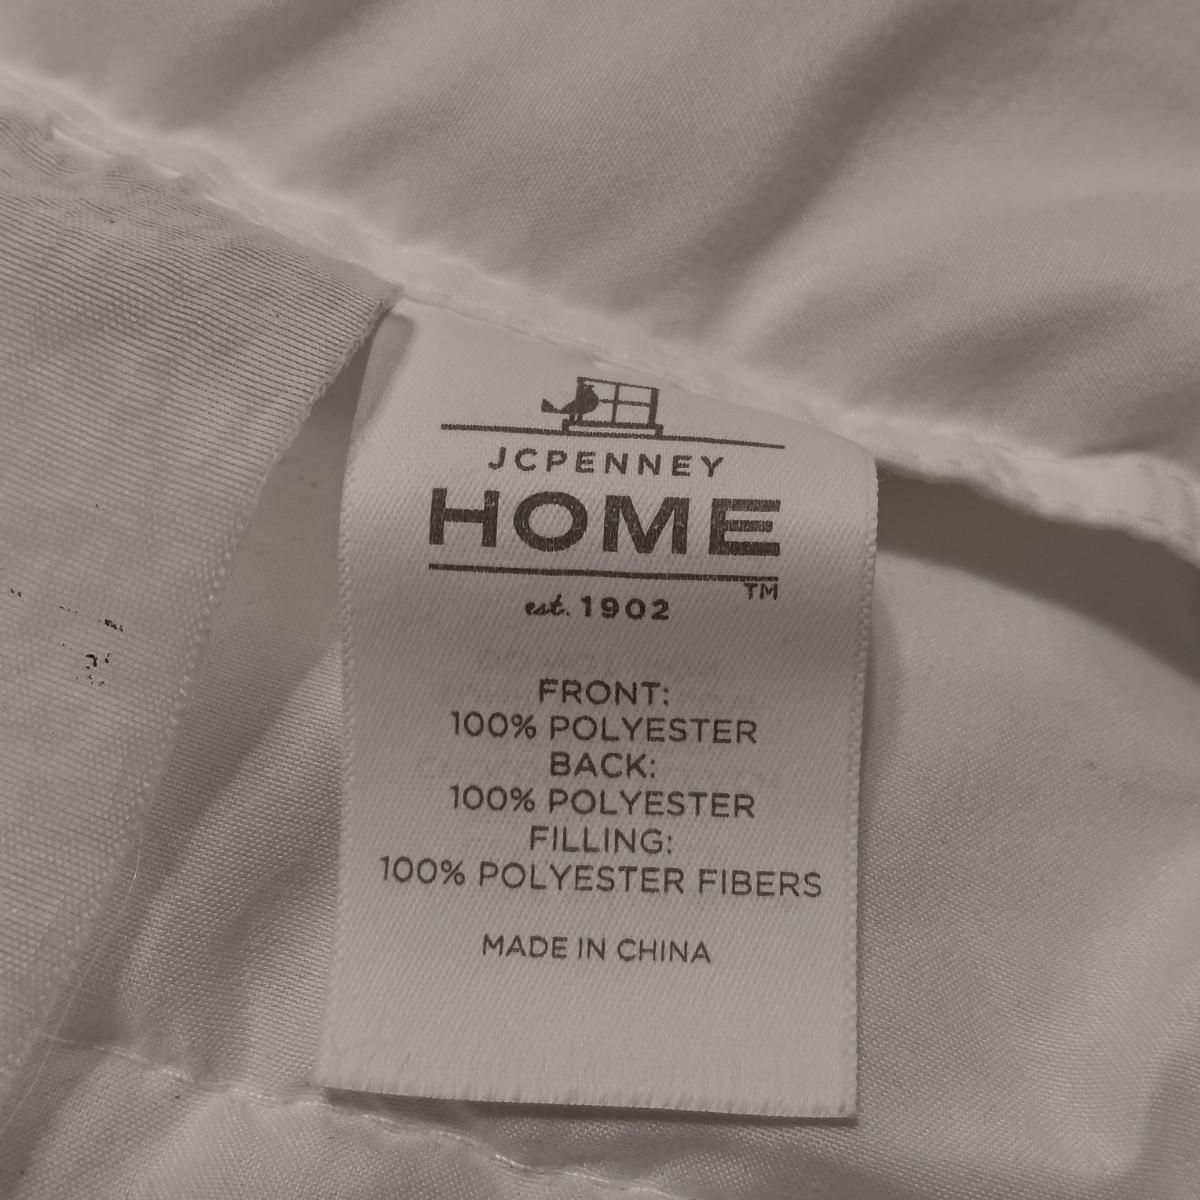 JCPENNEY
HOME
TM
est. 1902
FRONT:
100% POLYESTER
BACK:
100% POLYESTER
FILLING:
100% POLYESTER FIBERS
MADE IN CHINA